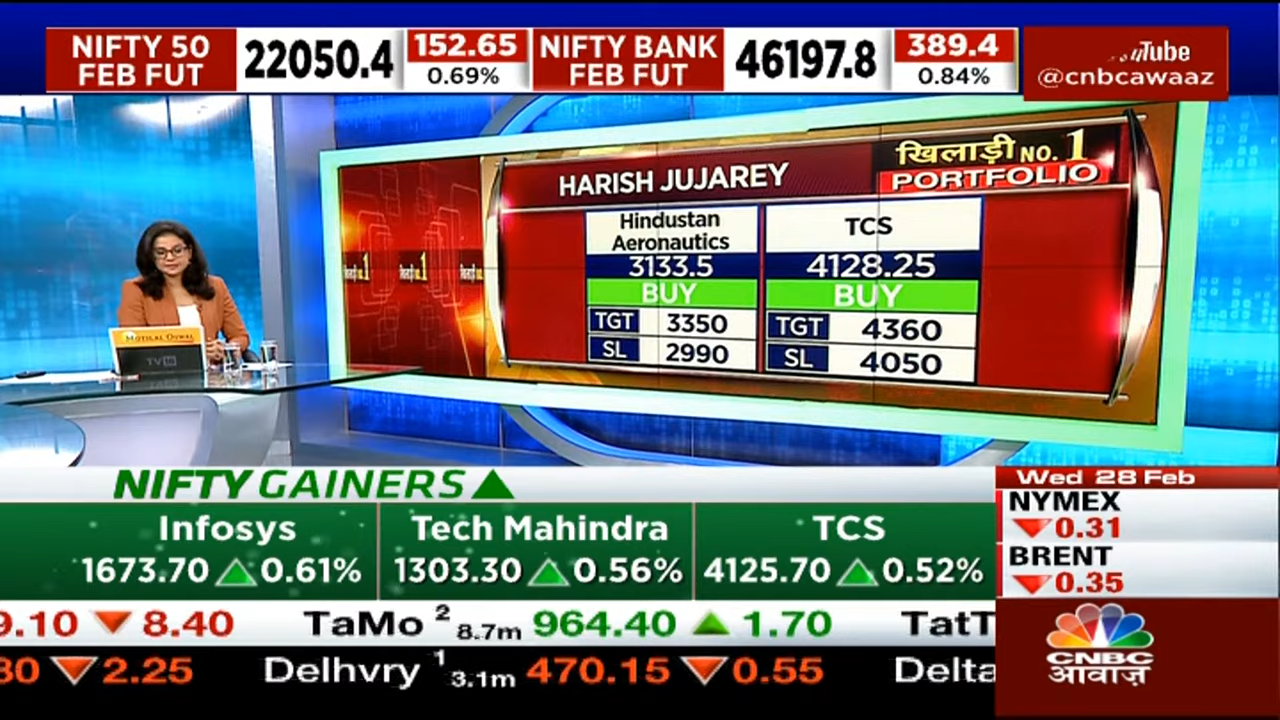 NIFTY 50
FEB FUT
22050.4
152.65
0.69%
NIFTY BANK
FEB FUT
46197.8
389.4
0.84%
@cnbcawaaz
HARISH JUJAREY
खिलाड़ी NO. 1
PORTFOLIO
Hindustan
Aeronautics
3133.5
BUY
TGT 3350
SL 2990
TCS
4128.25
BUY
TGT 4360
SL 4050
MOTILAL OSWAL
TV18
NIFTY GAINERS
Infosys
1673.70 0.61%
Tech Mahindra
1303.30 0.56%
TCS
4125.70 0.52%
Wed 28 Feb
NYMEX
0.31
BRENT
0.35
9.10 8.40 TaMo 2 8.7m 964.40 1.70 TatT
30 2.25 Delhvry 1 3.1m 470.15 0.55 Delta
CNBC
आवाज़